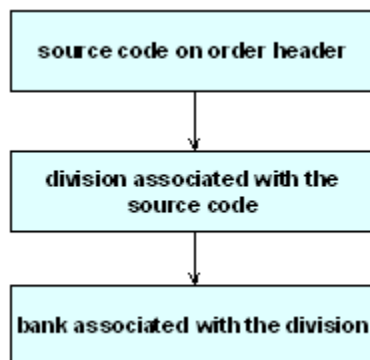 source code on order header
division associated with the
source code
bank associated with the division